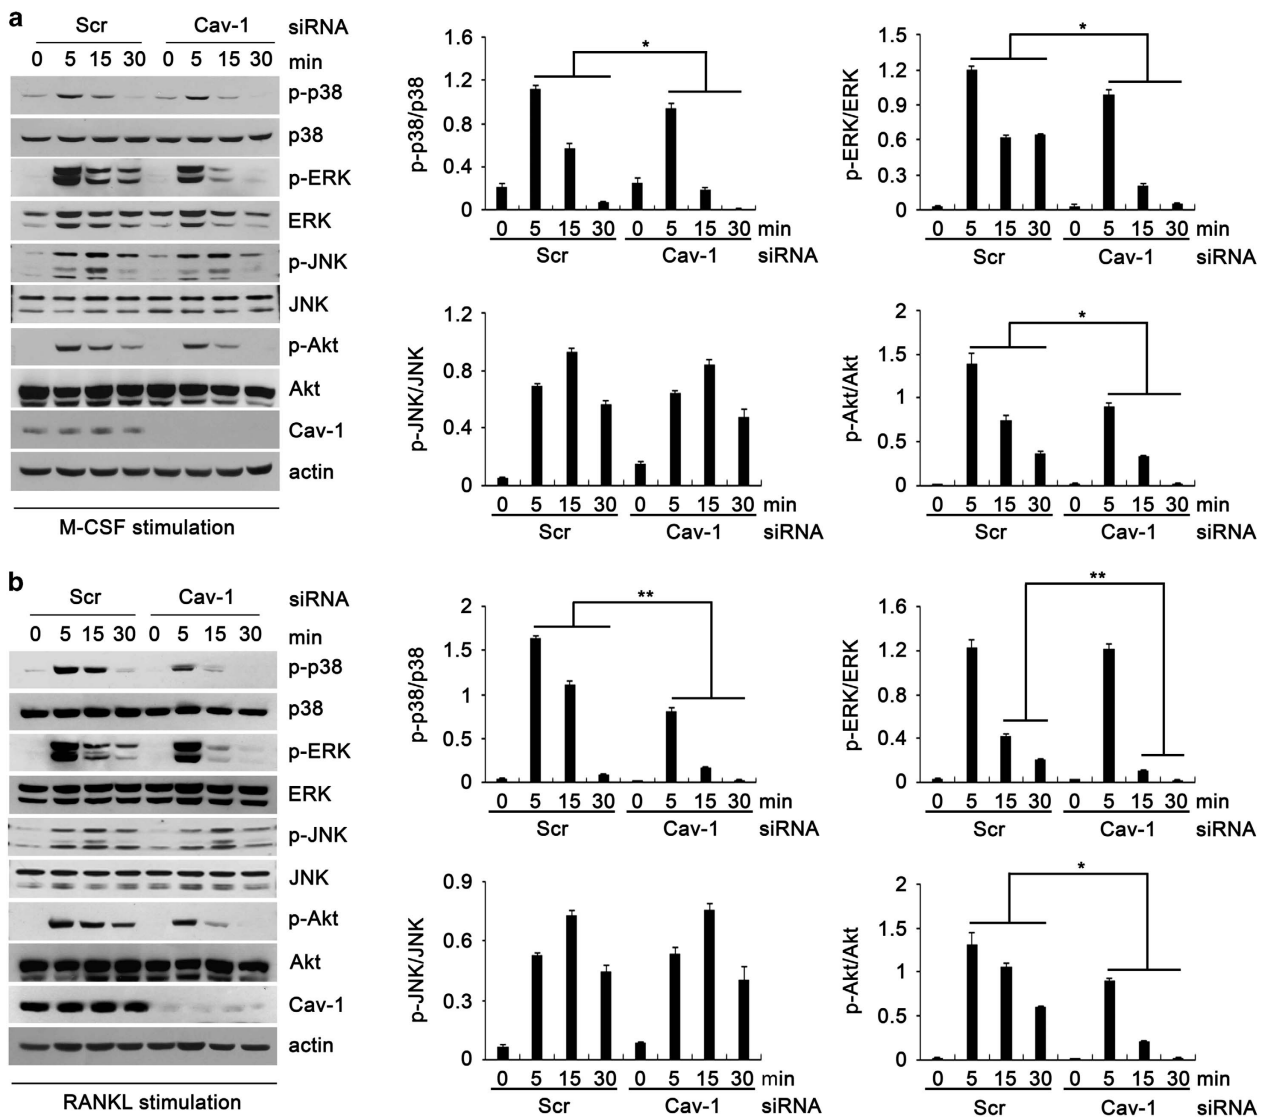 a
Scr Cav-1 siRNA
0 5 15 30 0 5 15 30 min
p-p38
p38
p-ERK
ERK
p-JNK
JNK
p-Akt
Akt
Cav-1
actin
M-CSF stimulation
p-p38/p38
1.6
1.2
0.8
0.4
0
*
0 5 15 30 0 5 15 30 min
Scr Cav-1 siRNA
p-ERK/ERK
1.5
1.2
0.9
0.6
0.3
0
*
0 5 15 30 0 5 15 30 min
Scr Cav-1 siRNA
p-JNK/JNK
1.2
0.8
0.4
0
0 5 15 30 0 5 15 30 min
Scr Cav-1 siRNA
p-Akt/Akt
2
1.5
1
0.5
0
*
0 5 15 30 0 5 15 30 min
Scr Cav-1 siRNA
b
Scr Cav-1 siRNA
0 5 15 30 0 5 15 30 min
p-p38
p38
p-ERK
ERK
p-JNK
JNK
p-Akt
Akt
Cav-1
actin
RANKL stimulation
p-p38/p38
2
1.5
1
0.5
0
**
0 5 15 30 0 5 15 30 min
Scr Cav-1 siRNA
p-ERK/ERK
1.6
1.2
0.8
0.4
0
**
0 5 15 30 0 5 15 30 min
Scr Cav-1 siRNA
p-JNK/JNK
0.9
0.6
0.3
0
0 5 15 30 0 5 15 30 min
Scr Cav-1 siRNA
p-Akt/Akt
2
1.5
1
0.5
0
*
0 5 15 30 0 5 15 30 min
Scr Cav-1 siRNA